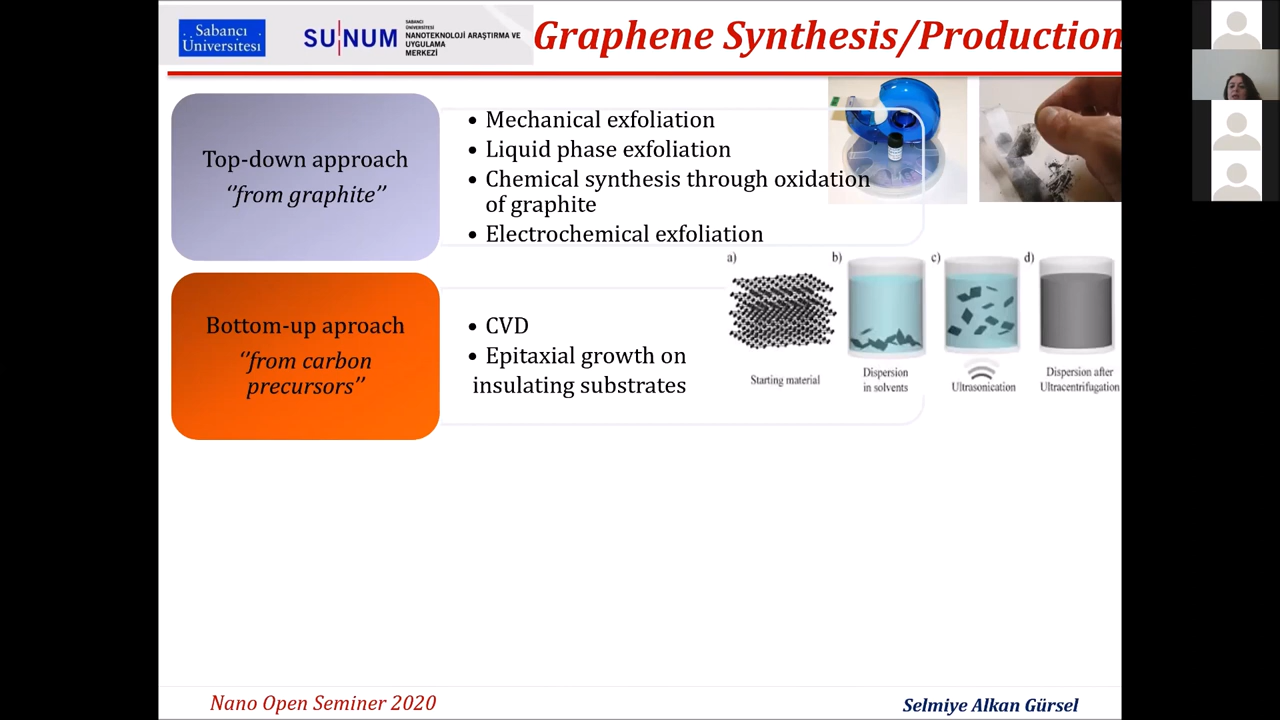 Sabancı
Üniversitesi
SUNUM
SABANCI
ÜNİVERSİTESİ
NANOTEKNOLOJİ ARAŞTIRMA VE
UYGULAMA
MERKEZİ
Graphene Synthesis/Production
Top-down approach
‘’from graphite’’
• Mechanical exfoliation
• Liquid phase exfoliation
• Chemical synthesis through oxidation
of graphite
• Electrochemical exfoliation
Bottom-up aproach
‘’from carbon
precursors’’
• CVD
• Epitaxial growth on
insulating substrates
a)
b)
c)
d)
Starting material
Dispersion
in solvents
Ultrasonication
Dispersion after
Ultracentrifugation
Nano Open Seminer 2020
Selmiye Alkan Gürsel